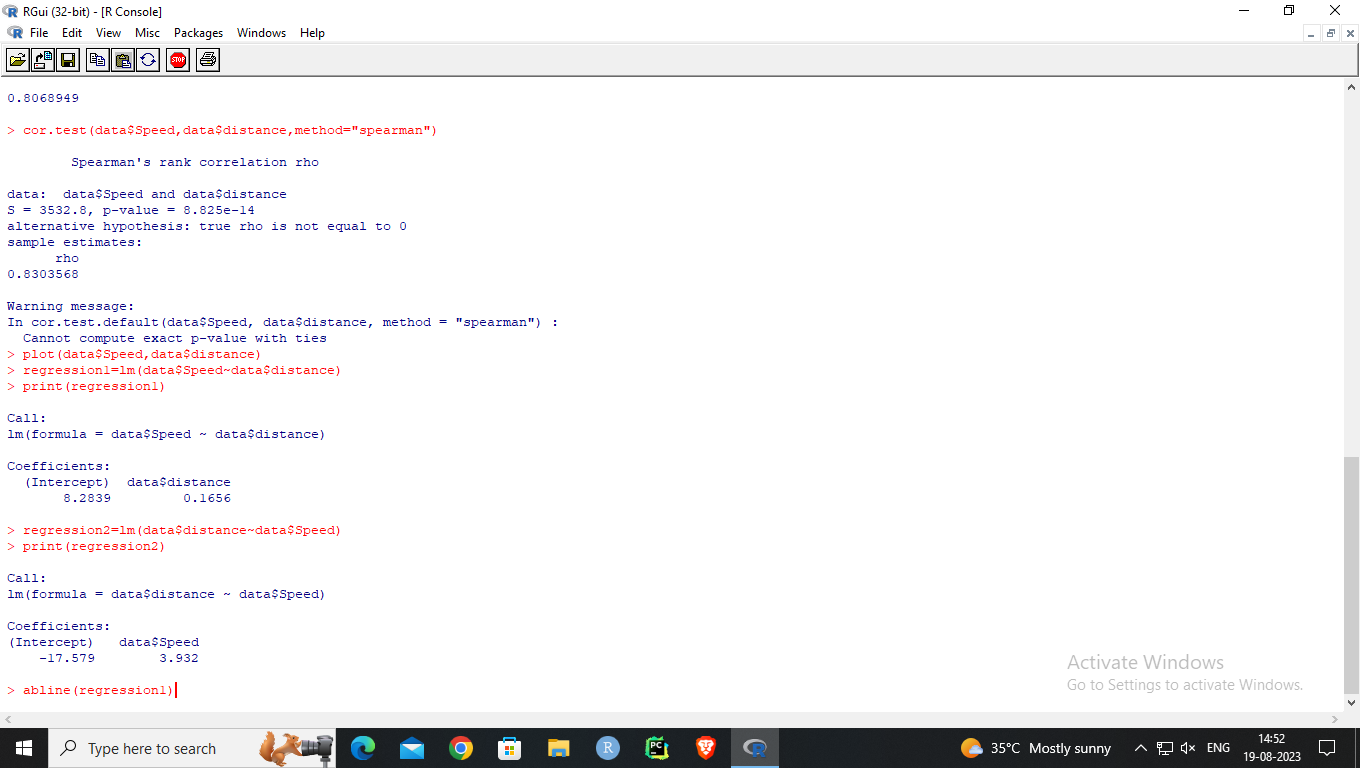 RGui (32-bit) - [R Console]
File Edit View Misc Packages Windows Help
STOP
0.8068949
> cor.test(data$Speed,data$distance,method="spearman")
Spearman's rank correlation rho
data:  data$Speed and data$distance
S = 3532.8, p-value = 8.825e-14
alternative hypothesis: true rho is not equal to 0
sample estimates:
rho
0.8303568
Warning message:
In cor.test.default(data$Speed, data$distance, method = "spearman") :
Cannot compute exact p-value with ties
> plot(data$Speed,data$distance)
> regression1=lm(data$Speed~data$distance)
> print(regression1)
Call:
lm(formula = data$Speed ~ data$distance)
Coefficients:
(Intercept)  data$distance
8.2839         0.1656
> regression2=lm(data$distance~data$Speed)
> print(regression2)
Call:
lm(formula = data$distance ~ data$Speed)
Coefficients:
(Intercept)   data$Speed
-17.579        3.932
> abline(regression1)
Activate Windows
Go to Settings to activate Windows.
Type here to search
R
PC
R
35°C Mostly sunny
ENG
14:52
19-08-2023